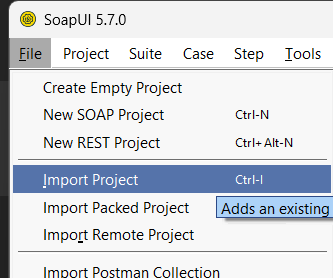 SoapUI 5.7.0
File Project Suite Case Step Tools
Create Empty Project
New SOAP Project Ctrl-N
New REST Project Ctrl+Alt-N
Import Project Ctrl-I
Import Packed Project
Adds an existing
Import Remote Project
Import Postman Collection